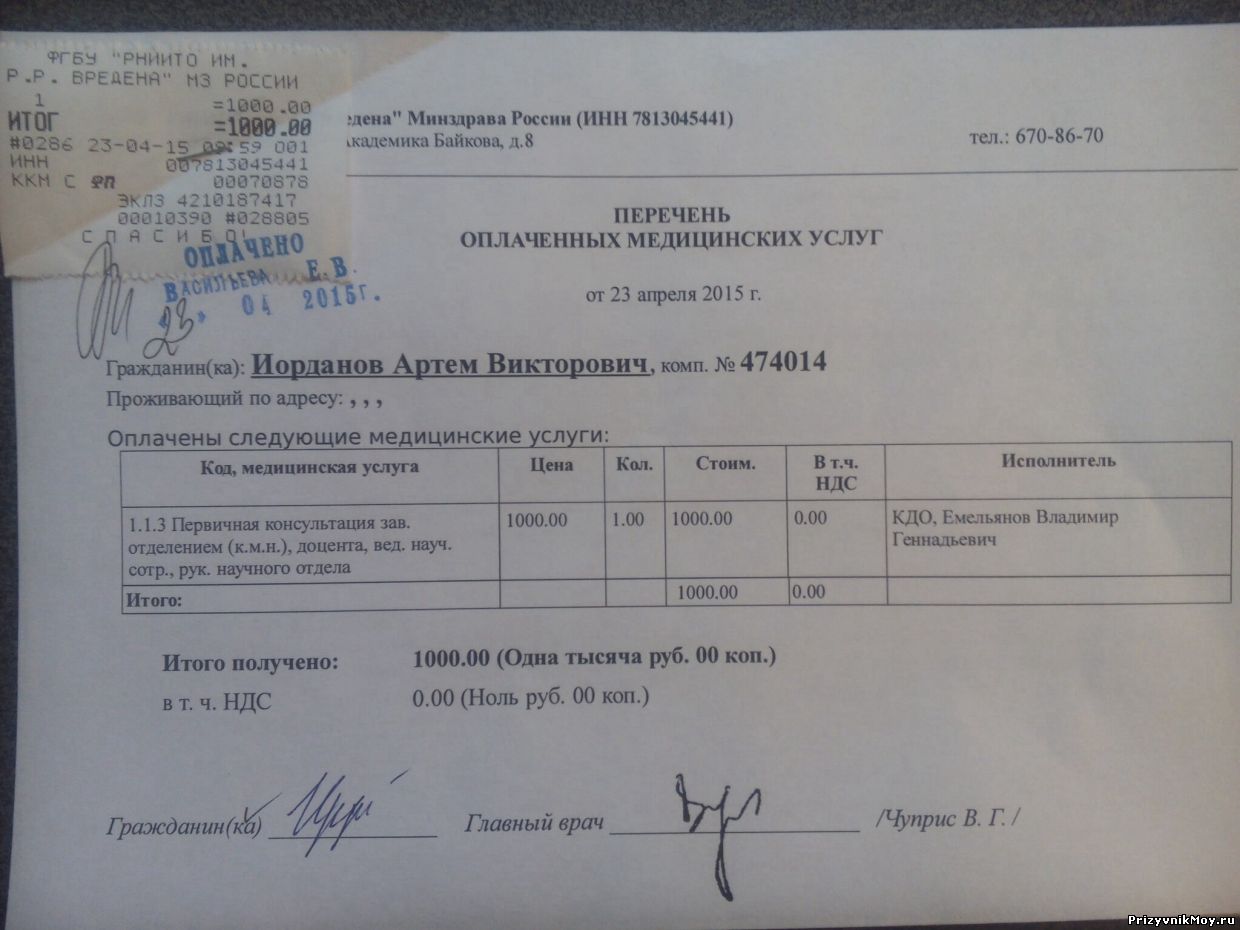 ФГБУ "РНИИТО ИМ.
Р.Р. ВРЕДЕНА" МЗ РОССИИ
1 =1000.00
ИТОГ =1000.00
#0286 23-04-15 09:59 001
ИНН 007813045441
ККМ С ФП 00070878
ЭКЛЗ 4210187417
00010390 #028805
СПАСИБО!
ОПЛАЧЕНО
ВАСИЛЬЕВА Е.В.
"23" 04 2015г.
едена" Минздрава России (ИНН 7813045441)
Академика Байкова, д.8
тел.: 670-86-70
ПЕРЕЧЕНЬ
ОПЛАЧЕННЫХ МЕДИЦИНСКИХ УСЛУГ
от 23 апреля 2015 г.
Гражданин(ка): Иорданов Артем Викторович, комп. № 474014
Проживающий по адресу: , , ,
Оплачены следующие медицинские услуги:
Код, медицинская услуга Цена Кол. Стоим. В т.ч. Исполнитель
НДС
1.1.3 Первичная консультация зав. 1000.00 1.00 1000.00 0.00 КДО, Емельянов Владимир
отделением (к.м.н.), доцента, вед. науч. Геннадьевич
сотр., рук. научного отдела
Итого: 1000.00 0.00
Итого получено: 1000.00 (Одна тысяча руб. 00 коп.)
в т. ч. НДС 0.00 (Ноль руб. 00 коп.)
Гражданин(ка) Главный врач /Чуприс В. Г. /
PrizyvnikMoy.ru